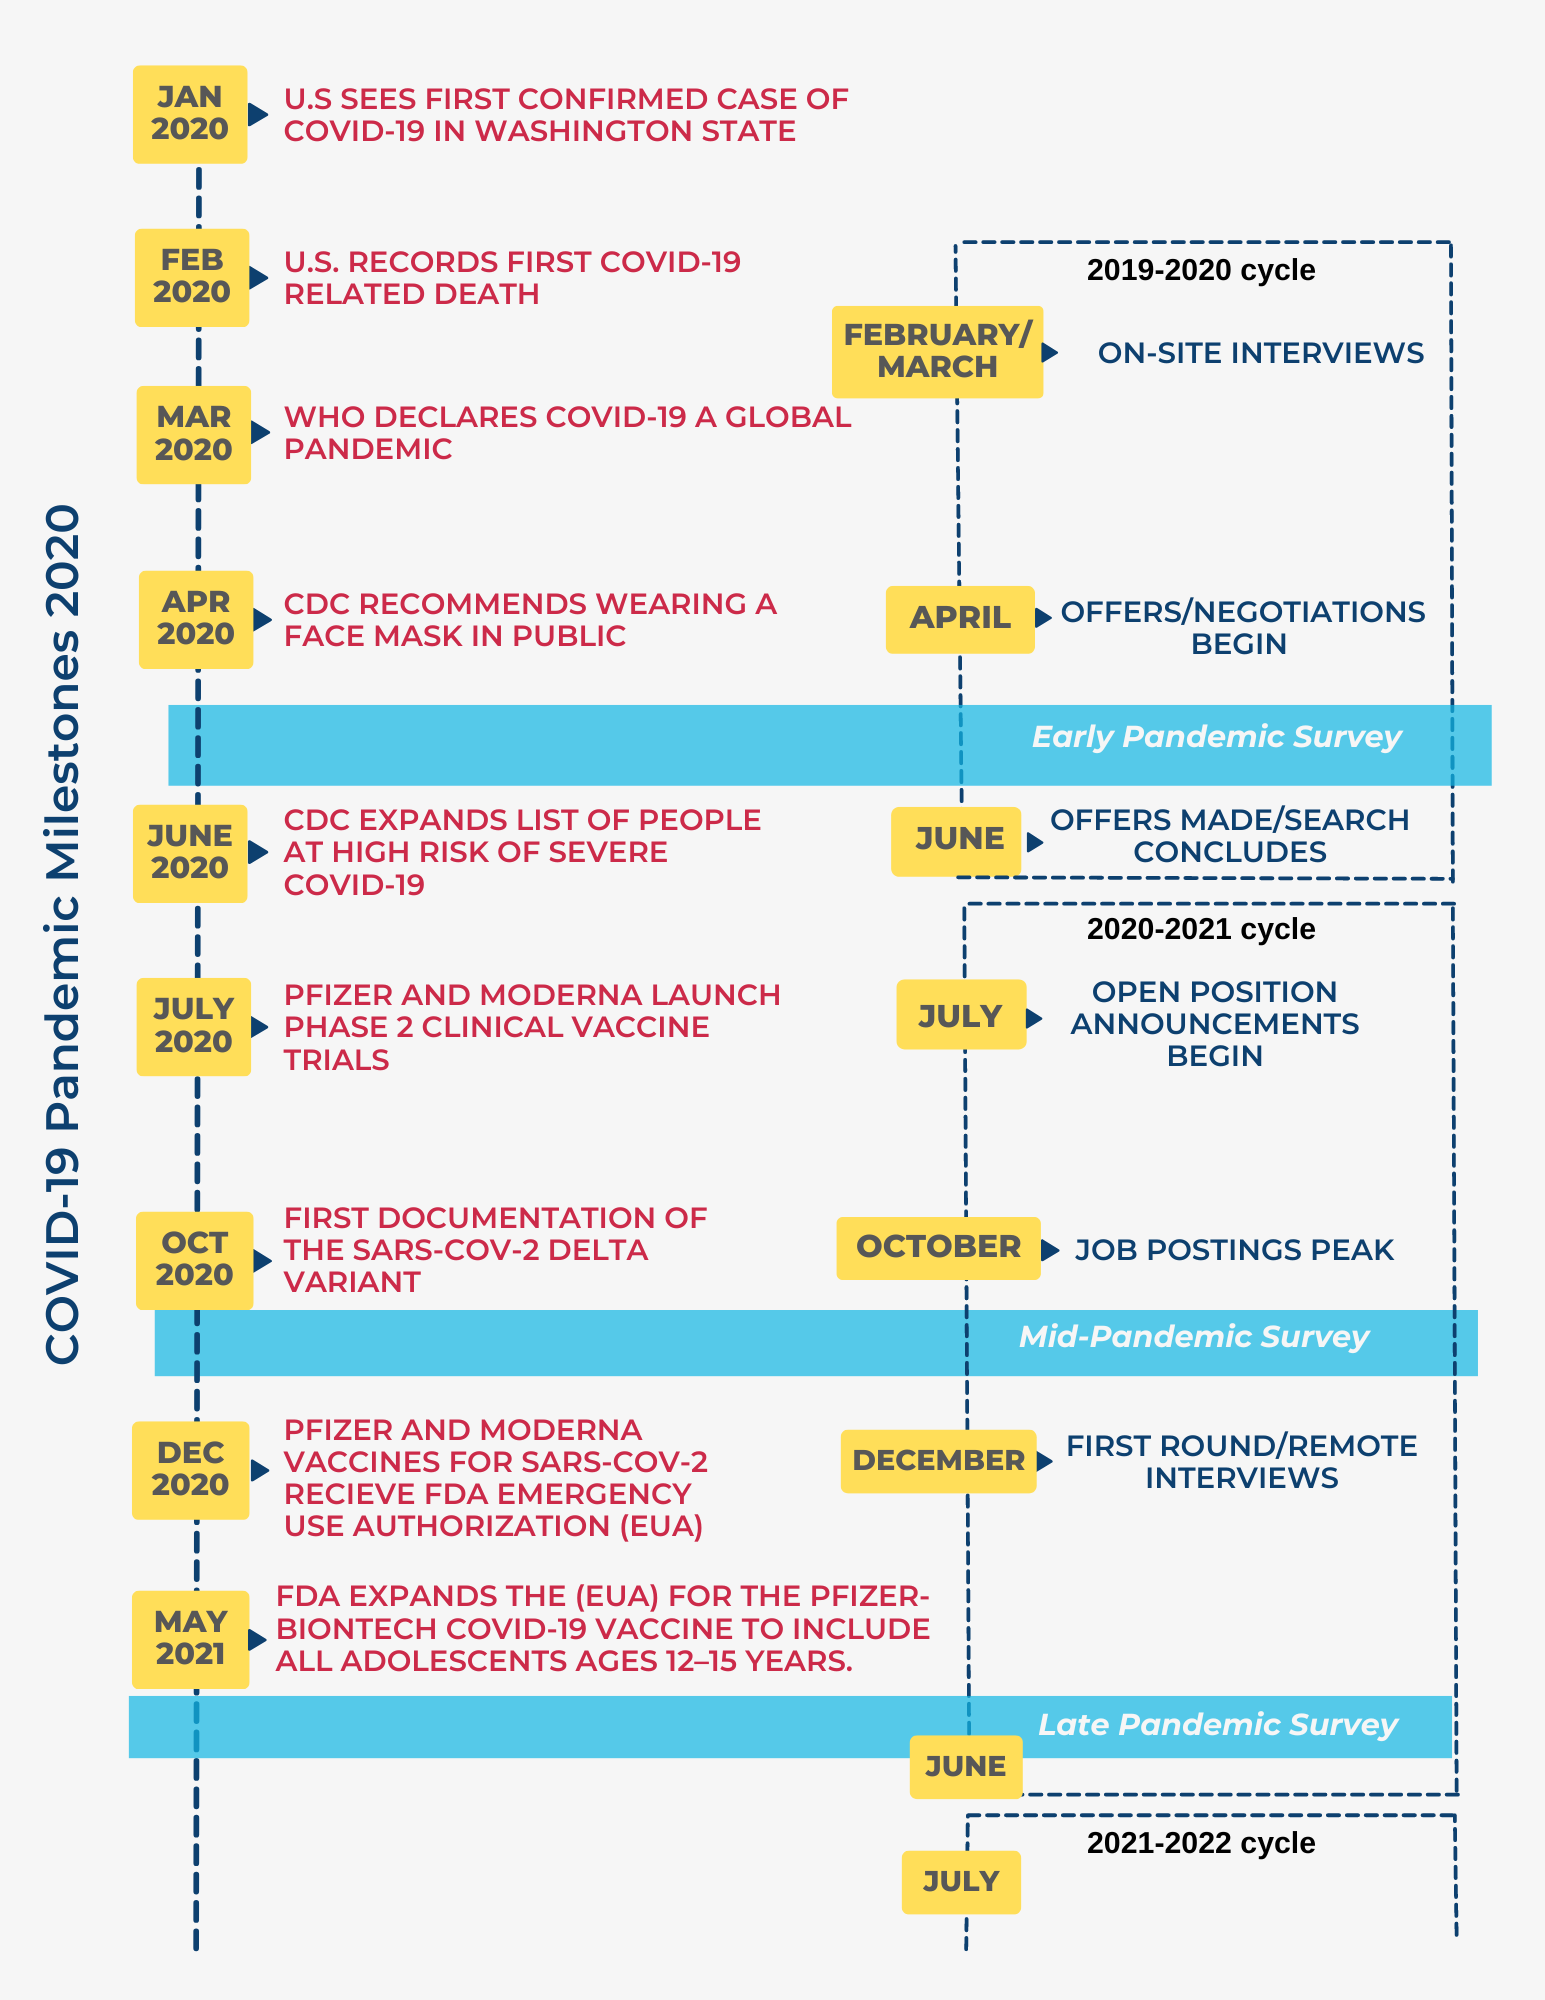 COVID-19 Pandemic Milestones 2020
JAN
2020
U.S SEES FIRST CONFIRMED CASE OF
COVID-19 IN WASHINGTON STATE
FEB
2020
U.S. RECORDS FIRST COVID-19
RELATED DEATH
MAR
2020
WHO DECLARES COVID-19 A GLOBAL
PANDEMIC
APR
2020
CDC RECOMMENDS WEARING A
FACE MASK IN PUBLIC
2019-2020 cycle
FEBRUARY/
MARCH
ON-SITE INTERVIEWS
APRIL
OFFERS/NEGOTIATIONS
BEGIN
Early Pandemic Survey
JUNE
2020
CDC EXPANDS LIST OF PEOPLE
AT HIGH RISK OF SEVERE
COVID-19
JUNE
OFFERS MADE/SEARCH
CONCLUDES
2020-2021 cycle
JULY
2020
PFIZER AND MODERNA LAUNCH
PHASE 2 CLINICAL VACCINE
TRIALS
JULY
OPEN POSITION
ANNOUNCEMENTS
BEGIN
OCT
2020
FIRST DOCUMENTATION OF
THE SARS-COV-2 DELTA
VARIANT
OCTOBER
JOB POSTINGS PEAK
Mid-Pandemic Survey
DEC
2020
PFIZER AND MODERNA
VACCINES FOR SARS-COV-2
RECIEVE FDA EMERGENCY
USE AUTHORIZATION (EUA)
DECEMBER
FIRST ROUND/REMOTE
INTERVIEWS
MAY
2021
FDA EXPANDS THE (EUA) FOR THE PFIZER-
BIONTECH COVID-19 VACCINE TO INCLUDE
ALL ADOLESCENTS AGES 12–15 YEARS.
Late Pandemic Survey
JUNE
2021-2022 cycle
JULY